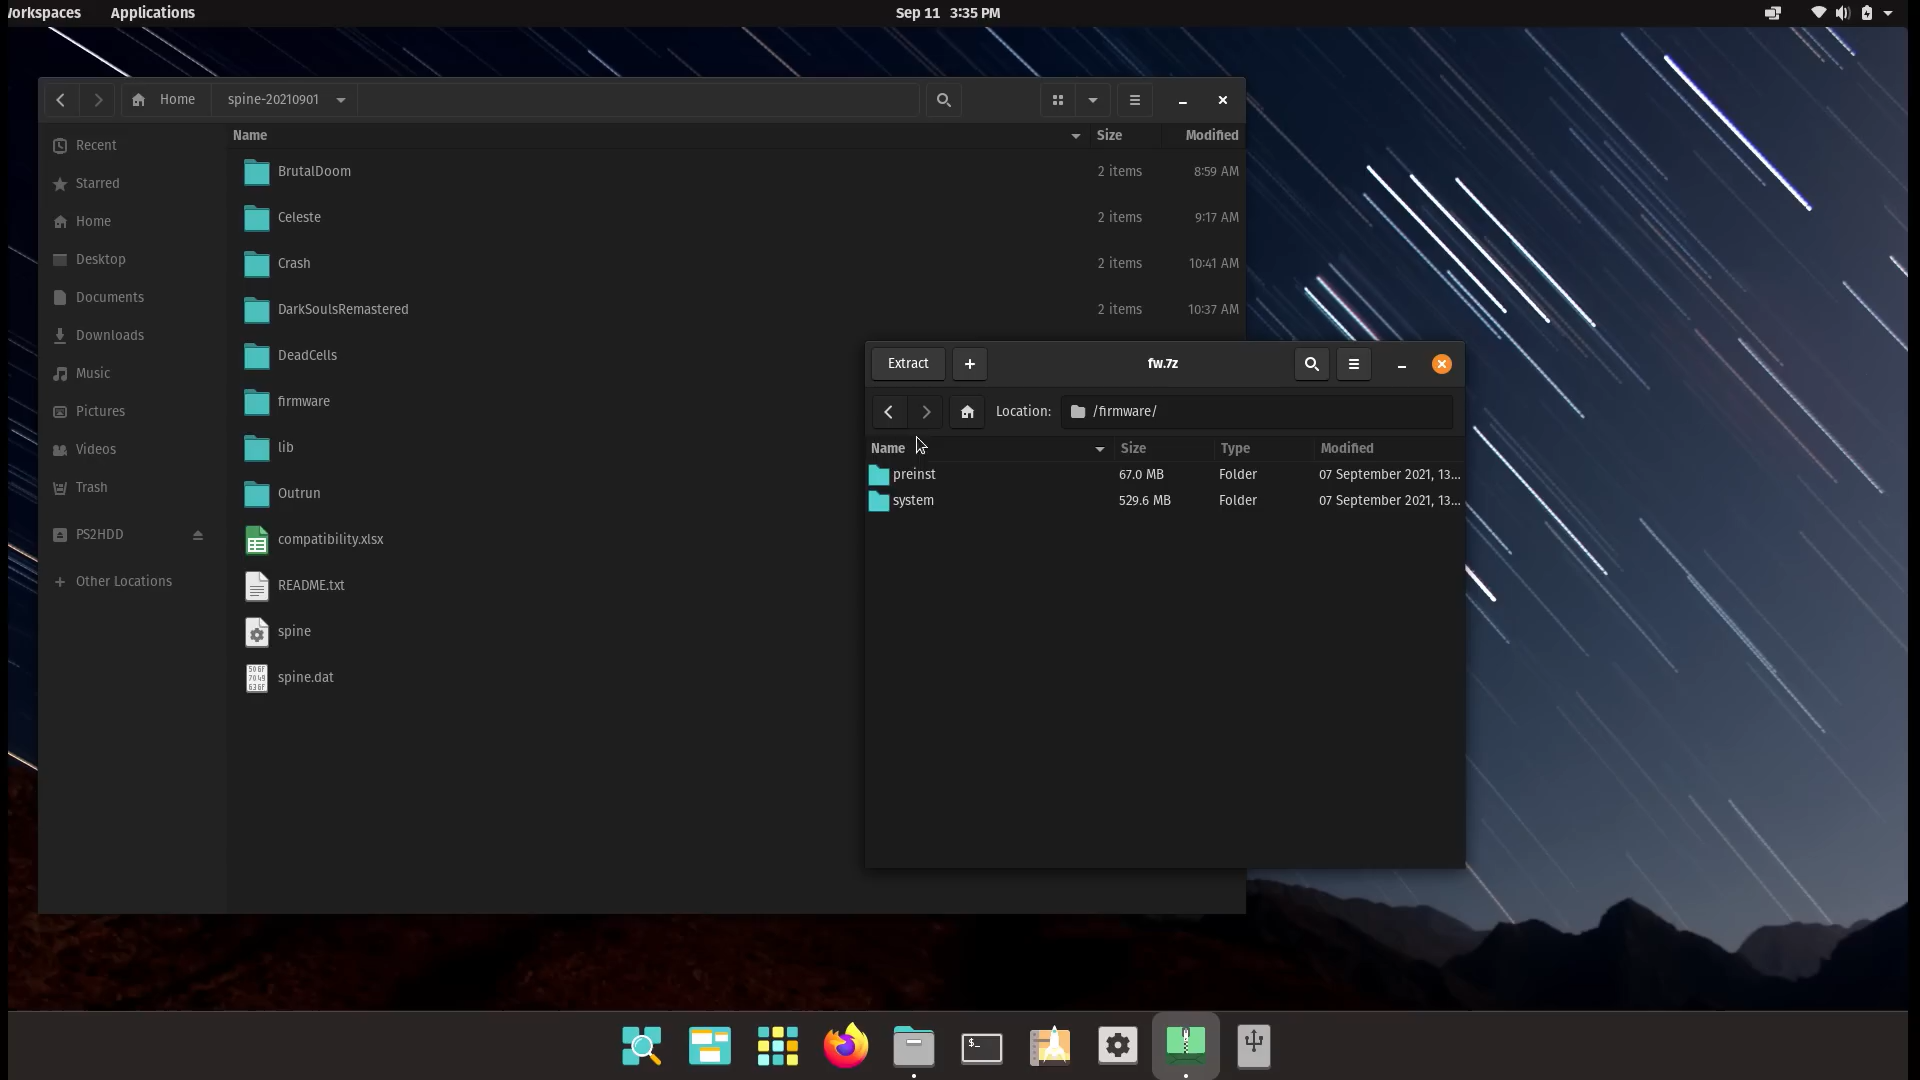 orkspaces Applications Sep 11 3:35 PM
Home spine-20210901
Name Size Modified
Recent
Starred
Home
Desktop
Documents
Downloads
Music
Pictures
Videos
Trash
PS2HDD
Other Locations
BrutalDoom 2 items 8:59 AM
Celeste 2 items 9:17 AM
Crash 2 items 10:41 AM
DarkSoulsRemastered 2 items 10:37 AM
DeadCells
firmware
lib
Outrun
compatibility.xlsx
README.txt
spine
spine.dat
Extract fw.7z
Location: /firmware/
Name Size Type Modified
preinst 67.0 MB Folder 07 September 2021, 13...
system 529.6 MB Folder 07 September 2021, 13...